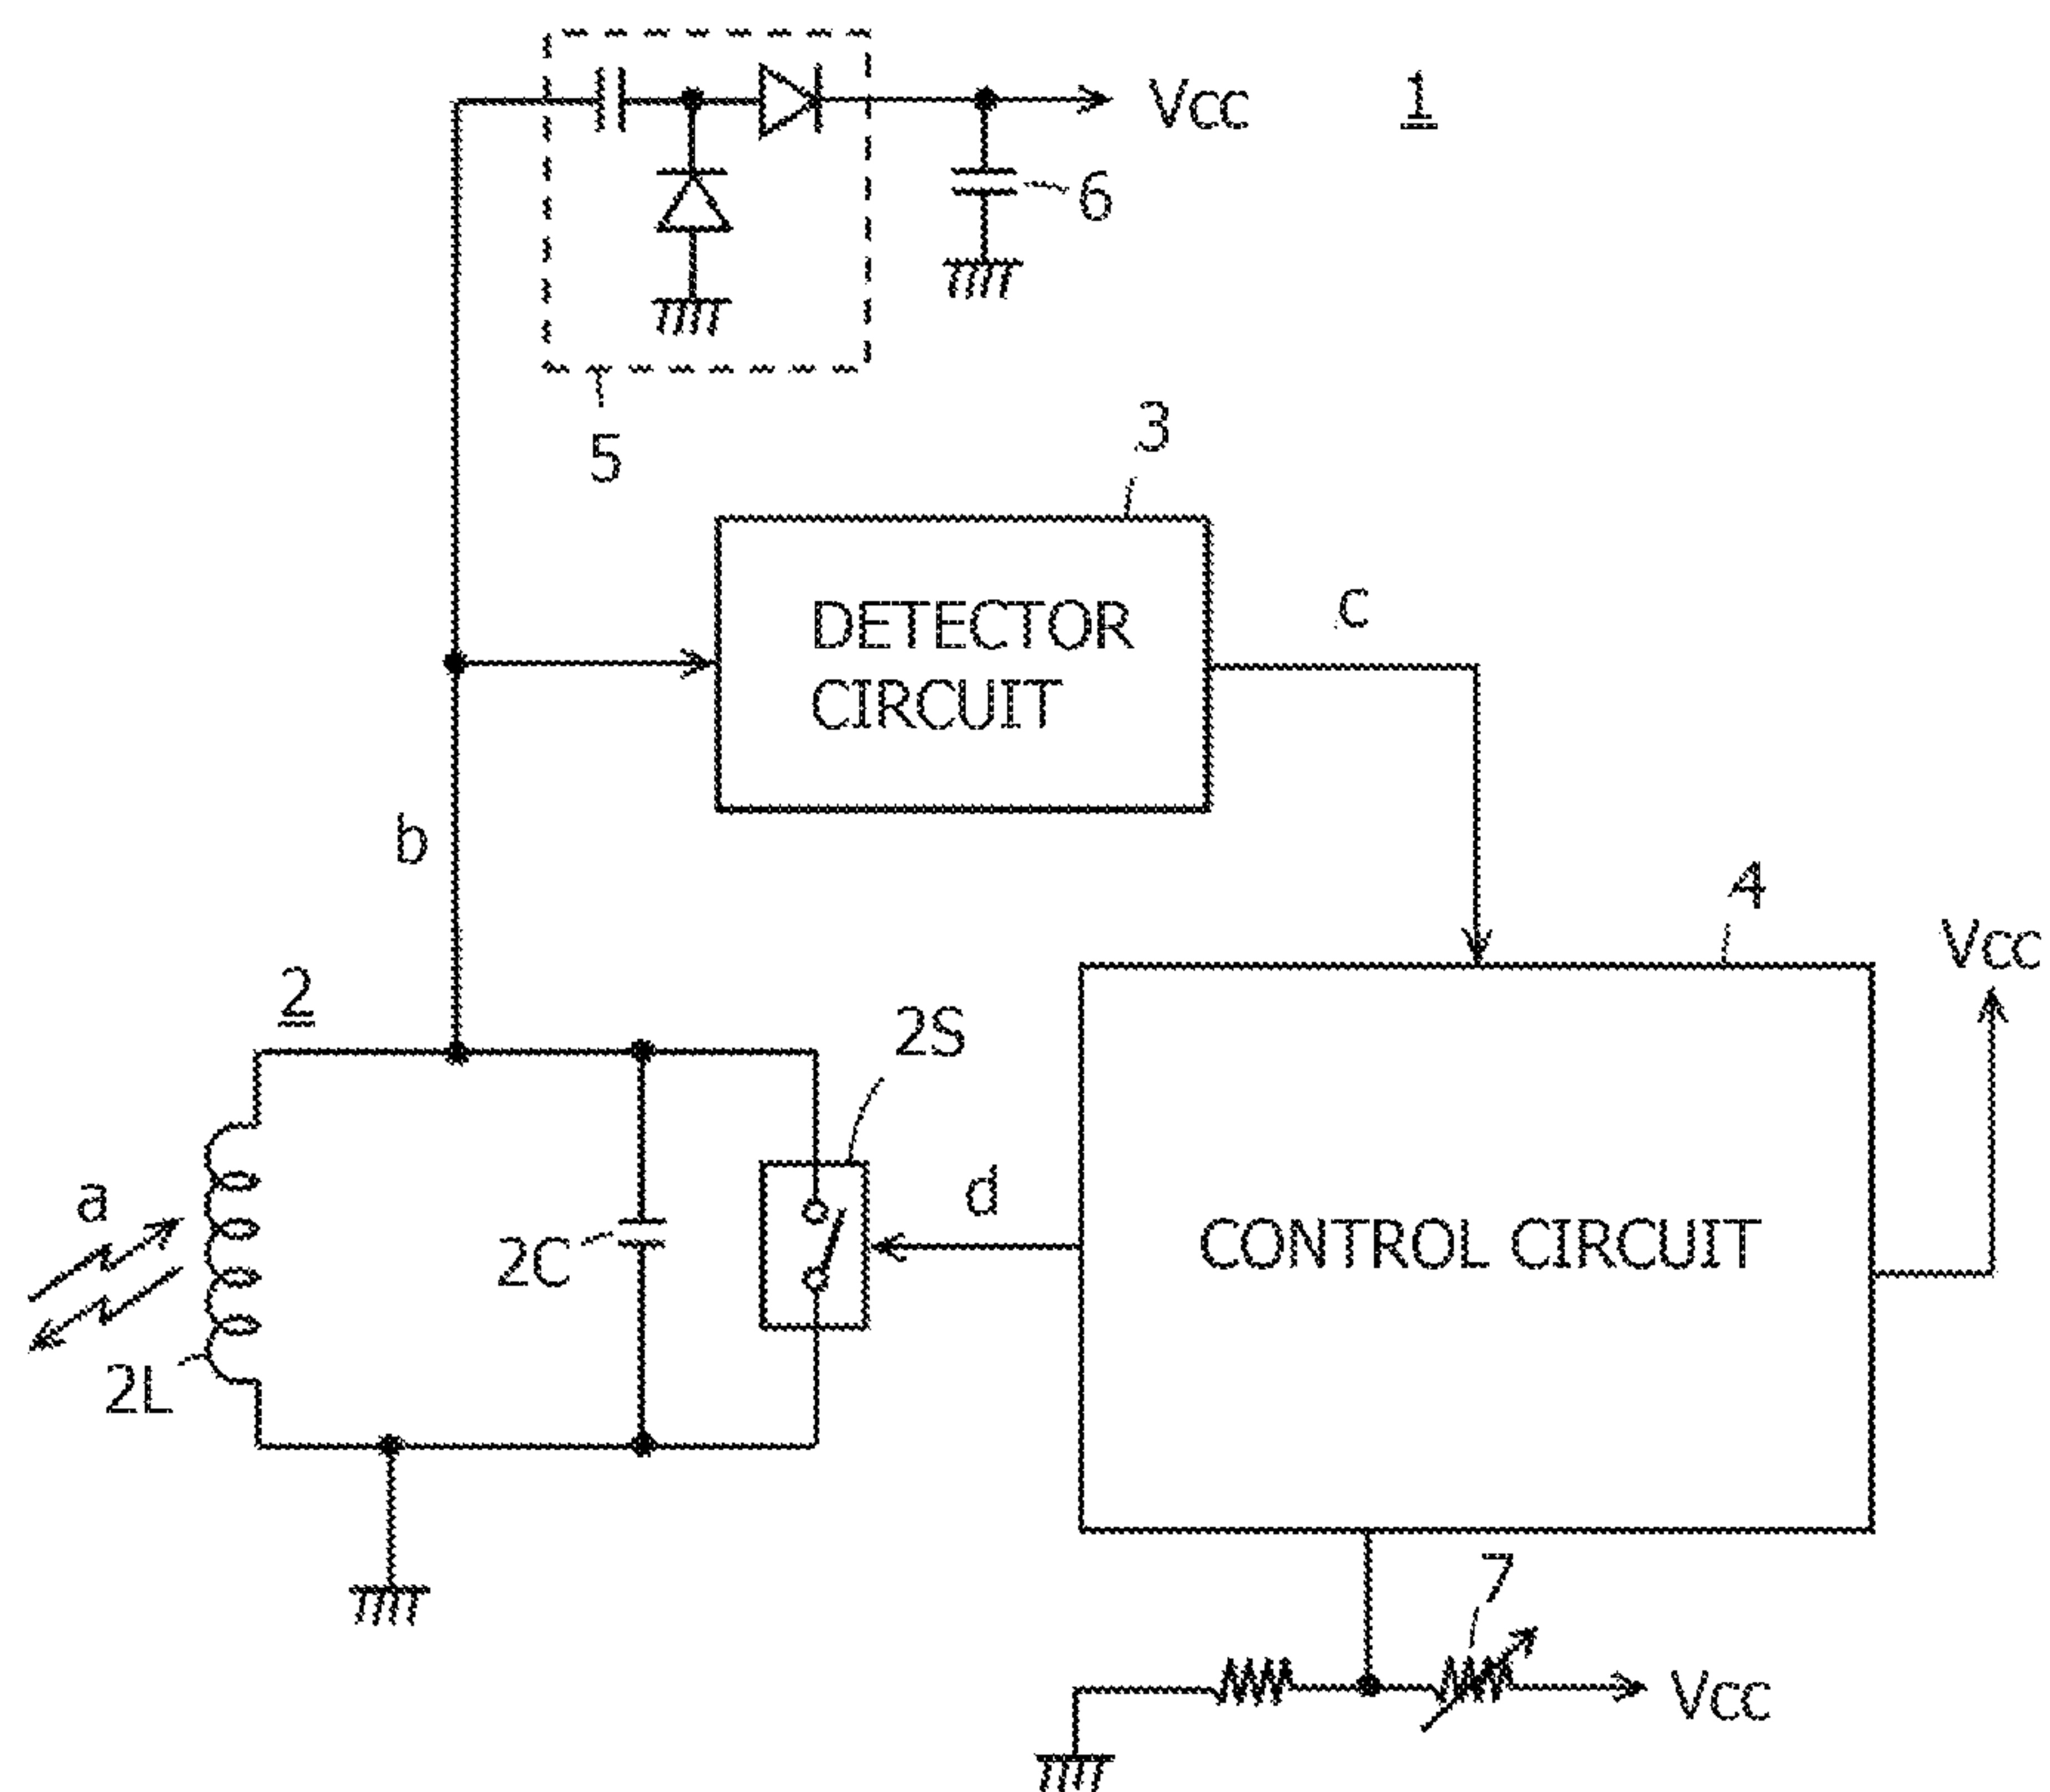 Vcc
1
6
5
3
DETECTOR
CIRCUIT
c
b
4
Vcc
2
2S
a
d
2C
CONTROL CIRCUIT
2L
7
Vcc